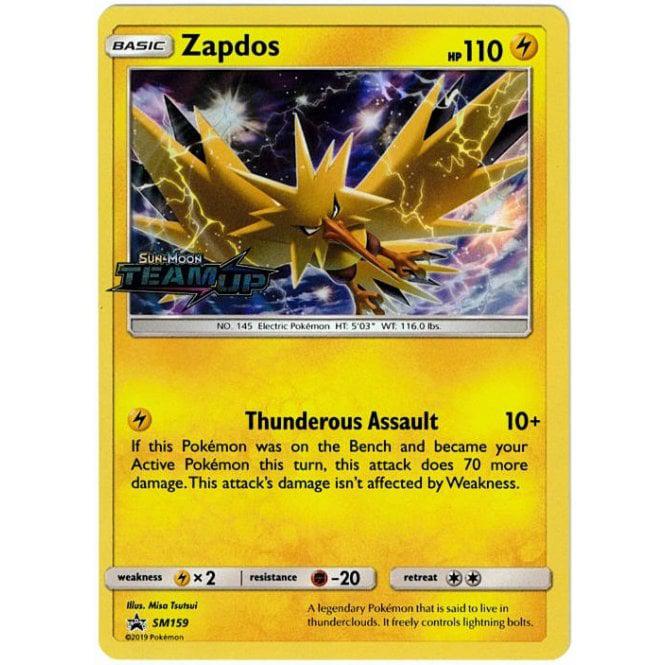 BASIC Zapdos HP 110
SUN & MOON
TEAM UP
NO. 145 Electric Pokémon HT: 5'03" WT: 116.0 lbs.
Thunderous Assault 10+
If this Pokémon was on the Bench and became your
Active Pokémon this turn, this attack does 70 more
damage. This attack's damage isn't affected by Weakness.
weakness ×2 resistance -20 retreat
Illus. Misa Tsutsui
SM159
©2019 Pokémon
A legendary Pokémon that is said to live in
thunderclouds. It freely controls lightning bolts.